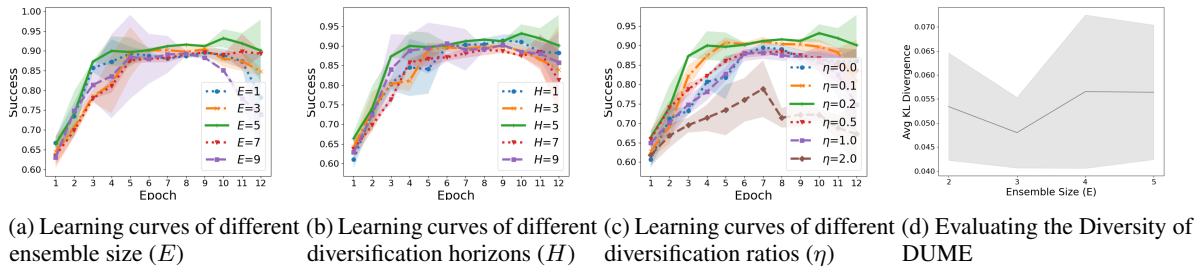 1.00
0.95
0.90
0.85
0.80
0.75
0.70
0.65
0.60
Success
1 2 3 4 5 6 7 8 9 10 11 12
Epoch
E=1
E=3
E=5
E=7
E=9
(a) Learning curves of different
ensemble size (E)
0.95
0.90
0.85
0.80
0.75
0.70
0.65
0.60
Success
1 2 3 4 5 6 7 8 9 10 11 12
Epoch
H=1
H=3
H=5
H=7
H=9
(b) Learning curves of different
diversification horizons (H)
0.95
0.90
0.85
0.80
0.75
0.70
0.65
0.60
Success
1 2 3 4 5 6 7 8 9 10 11 12
Epoch
η=0.0
η=0.1
η=0.2
η=0.5
η=1.0
η=2.0
(c) Learning curves of different
diversification ratios (η)
0.070
0.065
0.060
0.055
0.050
0.045
0.040
Avg KL Divergence
2 3 4 5
Ensemble Size (E)
(d) Evaluating the Diversity of
DUME